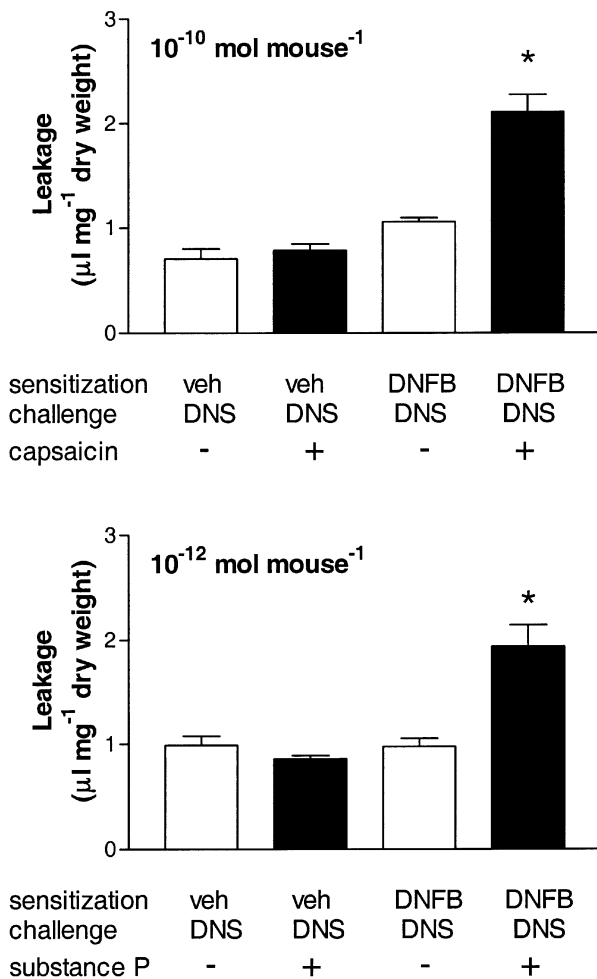 3
10⁻¹⁰ mol mouse⁻¹
*
2
Leakage
(µl mg⁻¹ dry weight)
1
0
sensitization veh veh DNFB DNFB
challenge DNS DNS DNS DNS
capsaicin - + - +
3
10⁻¹² mol mouse⁻¹
*
2
Leakage
(µl mg⁻¹ dry weight)
1
0
sensitization veh veh DNFB DNFB
challenge DNS DNS DNS DNS
substance P - + - +